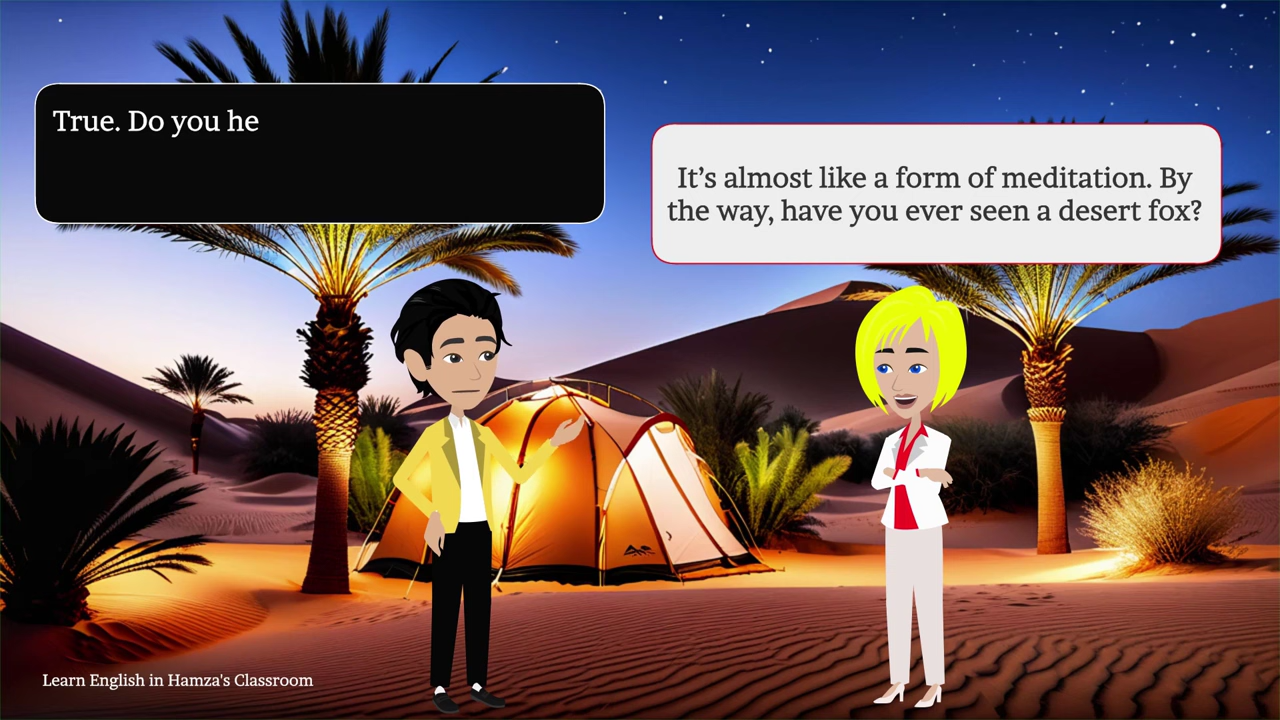 True. Do you he
It’s almost like a form of meditation. By
the way, have you ever seen a desert fox?
Learn English in Hamza's Classroom